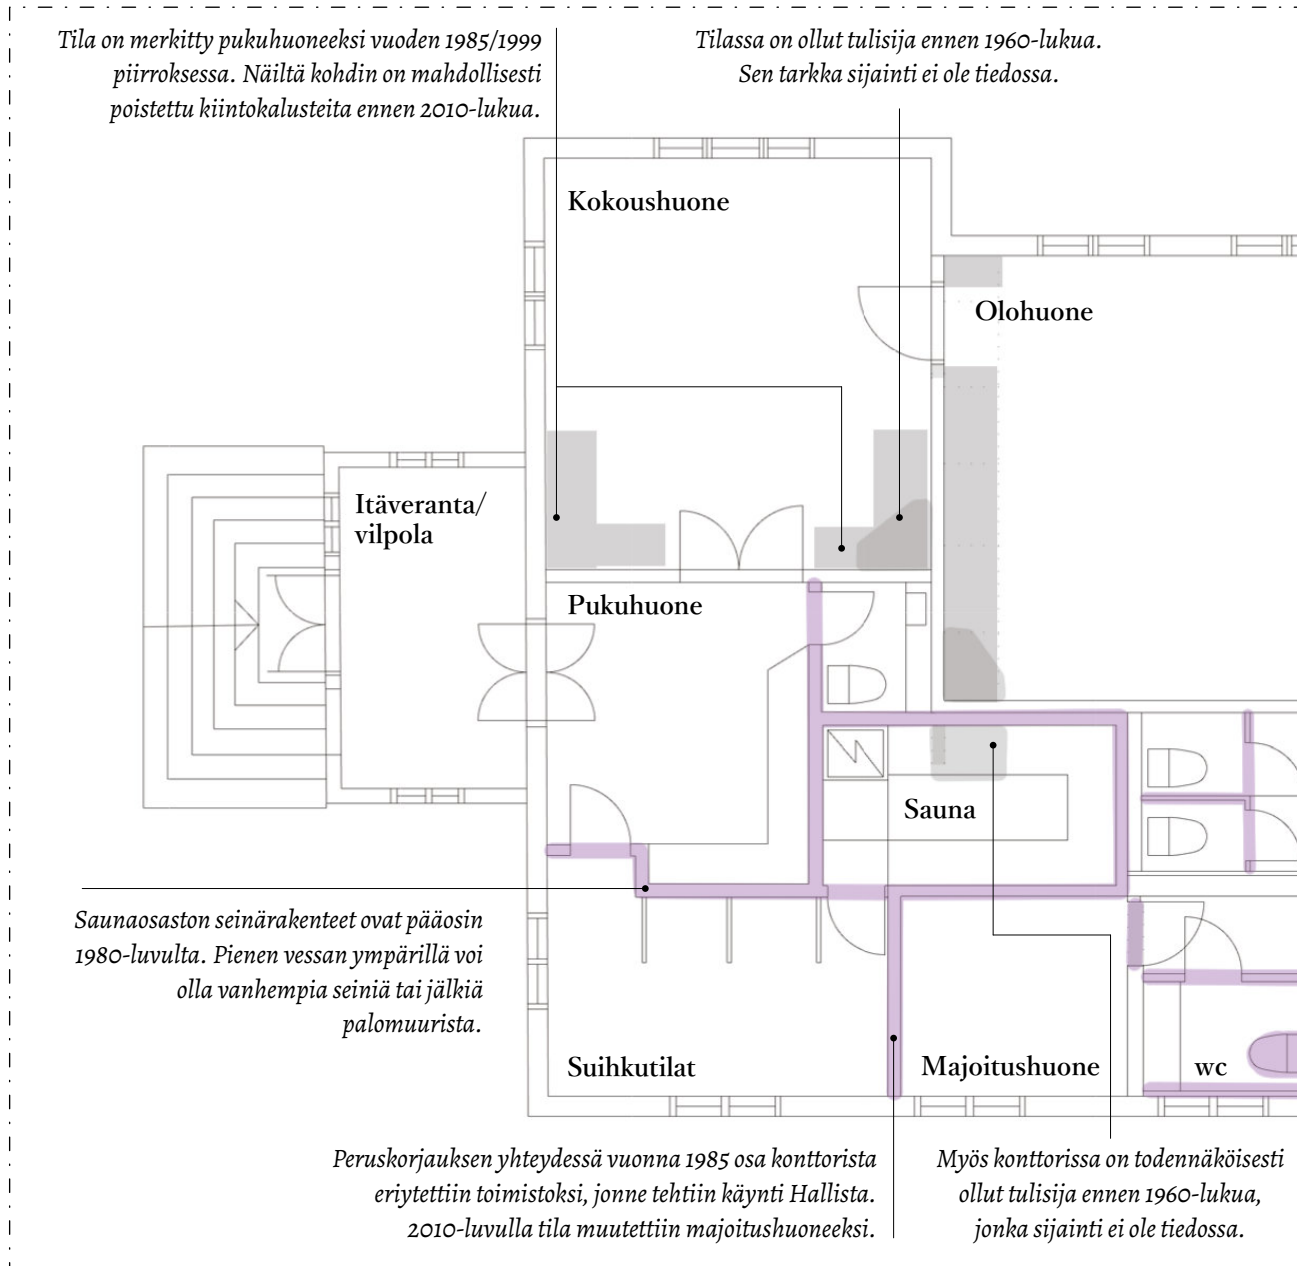 Tila on merkitty pukuhuoneeksi vuoden 1985/1999
piirroksessa. Näiltä kohdin on mahdollisesti
poistettu kiintokalusteita ennen 2010-lukua.
Tilassa on ollut tulisija ennen 1960-lukua.
Sen tarkka sijainti ei ole tiedossa.
Kokoushuone
Olohuone
Itäveranta/
vilpola
Pukuhuone
Sauna
Saunaosaston seinärakenteet ovat pääosin
1980-luvulta. Pienen vessan ympärillä voi
olla vanhempia seiniä tai jälkiä
palomuurista.
Suihkutilat
Majoitushuone
wc
Peruskorjauksen yhteydessä vuonna 1985 osa konttorista
eriytettiin toimistoksi, jonne tehtiin käynti Hallista.
2010-luvulla tila muutettiin majoitushuoneeksi.
Myös konttorissa on todennäköisesti
ollut tulisija ennen 1960-lukua,
jonka sijainti ei ole tiedossa.